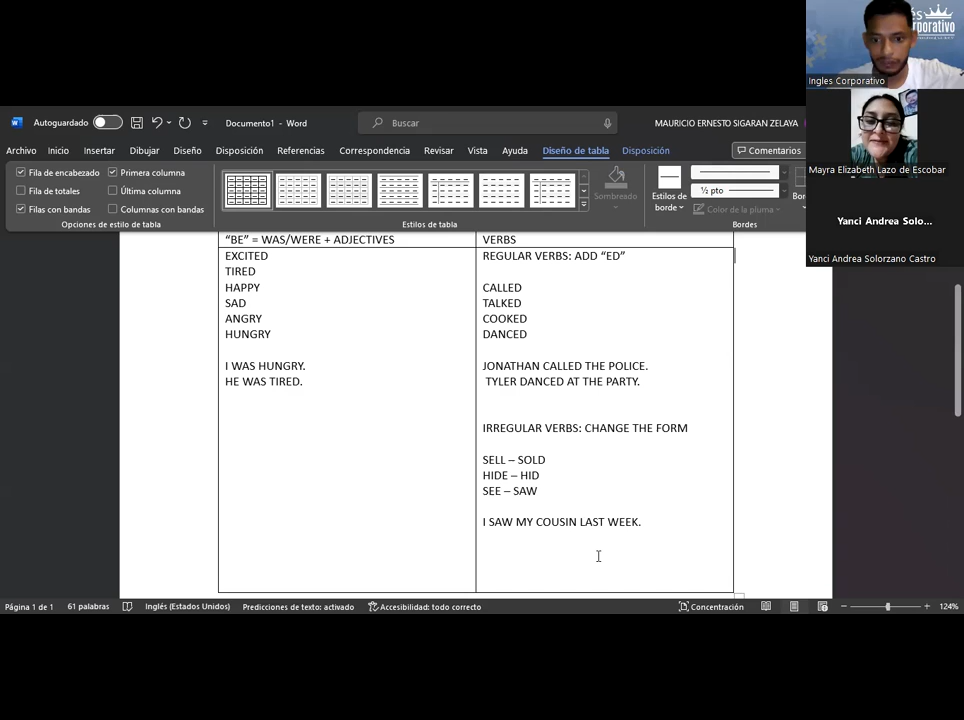 és
orporativo
Ingles Corporativo
Mayra Elizabeth Lazo de Escobar
Yanci Andrea Solo...
Yanci Andrea Solorzano Castro
Autoguardado
Documento1 - Word
Buscar
MAURICIO ERNESTO SIGARAN ZELAYA
Archivo Inicio Insertar Dibujar Diseño Disposición Referencias Correspondencia Revisar Vista Ayuda Diseño de tabla Disposición Comentarios
Fila de encabezado Primera columna
Fila de totales Última columna
Filas con bandas Columnas con bandas
Opciones de estilo de tabla
Estilos de tabla
Sombreado
Estilos de borde
½ pto
Color de la pluma
Bor
Bordes
“BE” = WAS/WERE + ADJECTIVES
EXCITED
TIRED
HAPPY
SAD
ANGRY
HUNGRY
I WAS HUNGRY.
HE WAS TIRED.
VERBS
REGULAR VERBS: ADD “ED”
CALLED
TALKED
COOKED
DANCED
JONATHAN CALLED THE POLICE.
TYLER DANCED AT THE PARTY.
IRREGULAR VERBS: CHANGE THE FORM
SELL – SOLD
HIDE – HID
SEE – SAW
I SAW MY COUSIN LAST WEEK.
Página 1 de 1 61 palabras Inglés (Estados Unidos) Predicciones de texto: activado Accesibilidad: todo correcto Concentración 124%